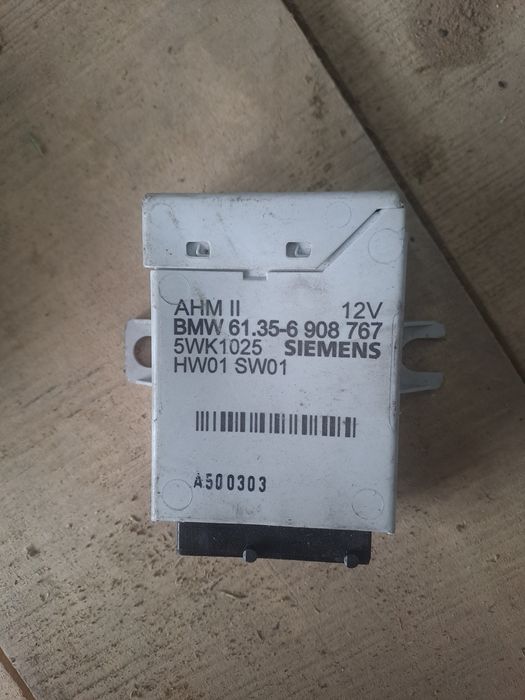 AHM II 12V
BMW 61.35-6 908 767
5WK1025 SIEMENS
HW01 SW01
A500303